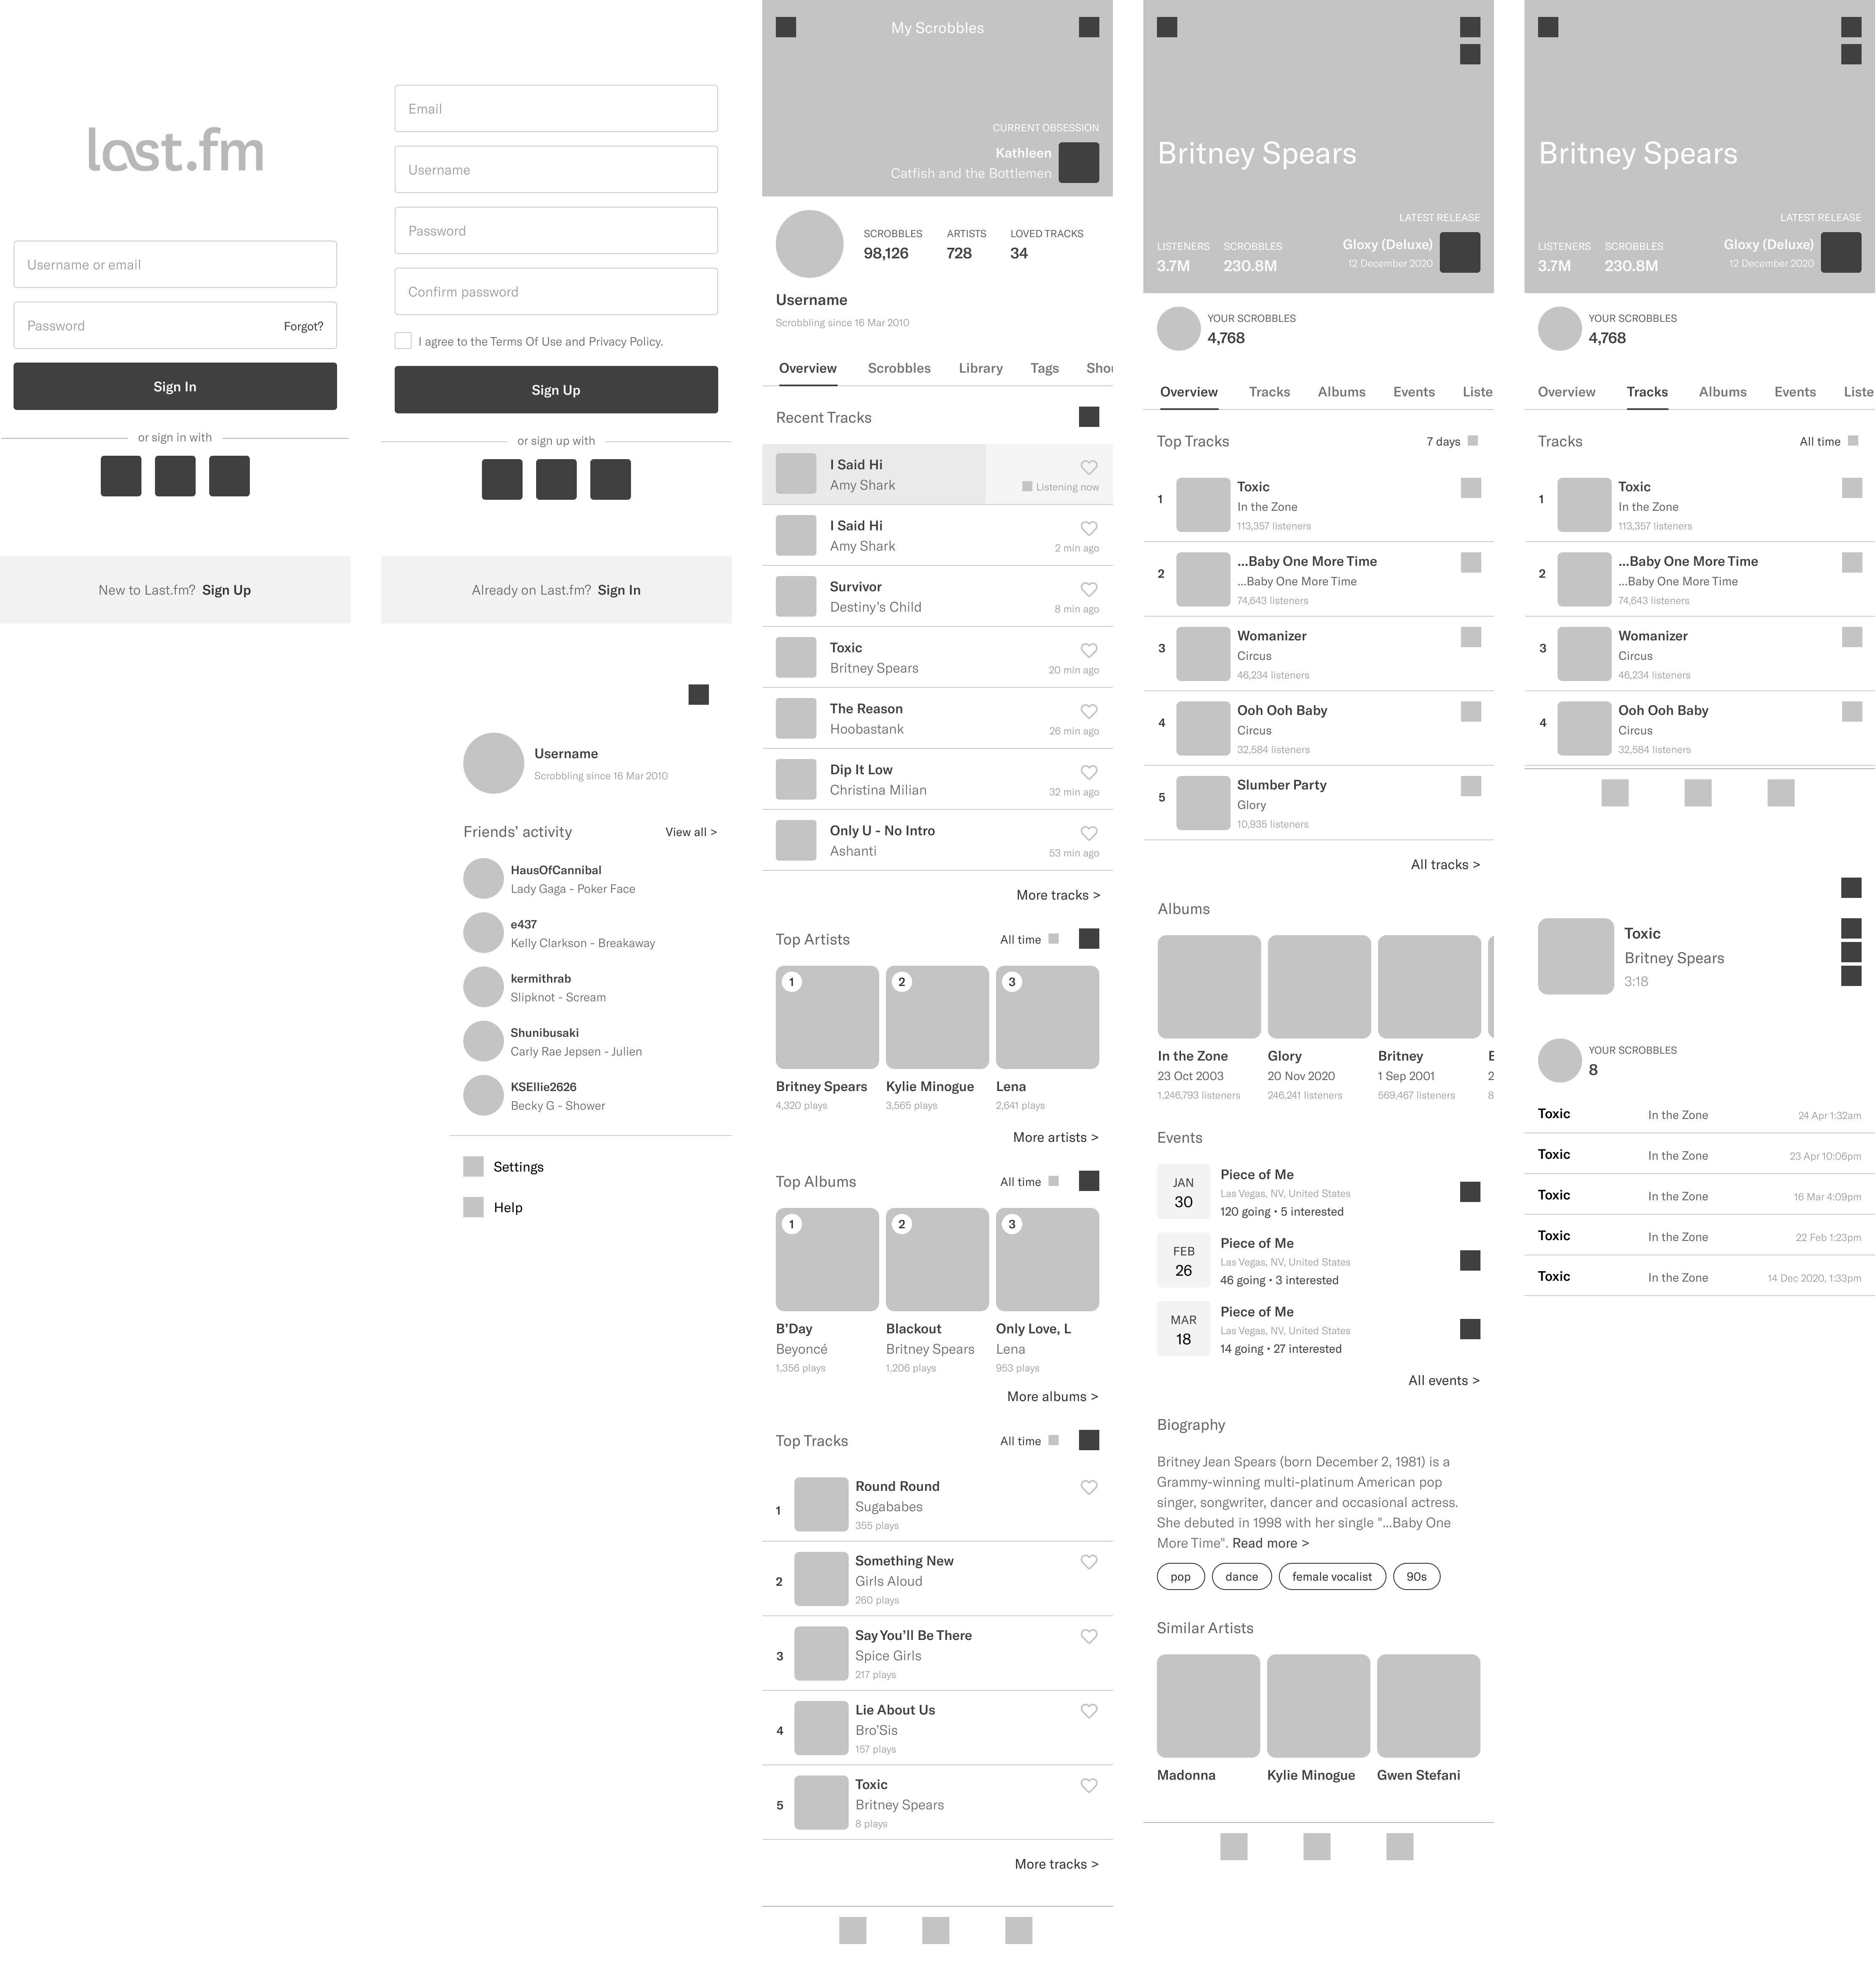 last.fm
Username or email
Password
Forgot?
Sign In
or sign in with
New to Last.fm? Sign Up
Email
Username
Password
Confirm password
I agree to the Terms Of Use and Privacy Policy.
Sign Up
or sign up with
Already on Last.fm? Sign In
Username
Scrobbling since 16 Mar 2010
Friends’ activity
View all >
HausOfCannibal
Lady Gaga - Poker Face
e437
Kelly Clarkson - Breakaway
kermithrab
Slipknot - Scream
Shunibusaki
Carly Rae Jepsen - Julien
KSEllie2626
Becky G - Shower
Settings
Help
My Scrobbles
CURRENT OBSESSION
Kathleen
Catfish and the Bottlemen
SCROBBLES ARTISTS LOVED TRACKS
98,126 728 34
Username
Scrobbling since 16 Mar 2010
Overview Scrobbles Library Tags Shou
Recent Tracks
I Said Hi
Amy Shark
Listening now
I Said Hi
Amy Shark
2 min ago
Survivor
Destiny’s Child
8 min ago
Toxic
Britney Spears
20 min ago
The Reason
Hoobastank
26 min ago
Dip It Low
Christina Milian
32 min ago
Only U - No Intro
Ashanti
53 min ago
More tracks >
Top Artists
All time
1 2 3
Britney Spears Kylie Minogue Lena
4,320 plays 3,565 plays 2,641 plays
More artists >
Top Albums
All time
1 2 3
B’Day Blackout Only Love, L
Beyoncé Britney Spears Lena
1,356 plays 1,206 plays 953 plays
More albums >
Top Tracks
All time
1
Round Round
Sugababes
355 plays
2
Something New
Girls Aloud
260 plays
3
Say You’ll Be There
Spice Girls
217 plays
4
Lie About Us
Bro’Sis
157 plays
5
Toxic
Britney Spears
8 plays
More tracks >
Britney Spears
LATEST RELEASE
LISTENERS SCROBBLES
3.7M 230.8M
Gloxy (Deluxe)
12 December 2020
YOUR SCROBBLES
4,768
Overview Tracks Albums Events Liste
Top Tracks
7 days
1
Toxic
In the Zone
113,357 listeners
2
...Baby One More Time
...Baby One More Time
74,643 listeners
3
Womanizer
Circus
46,234 listeners
4
Ooh Ooh Baby
Circus
32,584 listeners
5
Slumber Party
Glory
10,935 listeners
All tracks >
Albums
In the Zone Glory Britney
23 Oct 2003 20 Nov 2020 1 Sep 2001 2
1,246,793 listeners 246,241 listeners 569,467 listeners 8
Events
JAN
30
Piece of Me
Las Vegas, NV, United States
120 going • 5 interested
FEB
26
Piece of Me
Las Vegas, NV, United States
46 going • 3 interested
MAR
18
Piece of Me
Las Vegas, NV, United States
14 going • 27 interested
All events >
Biography
Britney Jean Spears (born December 2, 1981) is a
Grammy-winning multi-platinum American pop
singer, songwriter, dancer and occasional actress.
She debuted in 1998 with her single "...Baby One
More Time". Read more >
pop dance female vocalist 90s
Similar Artists
Madonna Kylie Minogue Gwen Stefani
Britney Spears
LATEST RELEASE
LISTENERS SCROBBLES
3.7M 230.8M
Gloxy (Deluxe)
12 December 2020
YOUR SCROBBLES
4,768
Overview Tracks Albums Events Liste
Tracks
All time
1
Toxic
In the Zone
113,357 listeners
2
...Baby One More Time
...Baby One More Time
74,643 listeners
3
Womanizer
Circus
46,234 listeners
4
Ooh Ooh Baby
Circus
32,584 listeners
Toxic
Britney Spears
3:18
YOUR SCROBBLES
8
Toxic In the Zone 24 Apr 1:32am
Toxic In the Zone 23 Apr 10:06pm
Toxic In the Zone 16 Mar 4:09pm
Toxic In the Zone 22 Feb 1:23pm
Toxic In the Zone 14 Dec 2020, 1:33pm